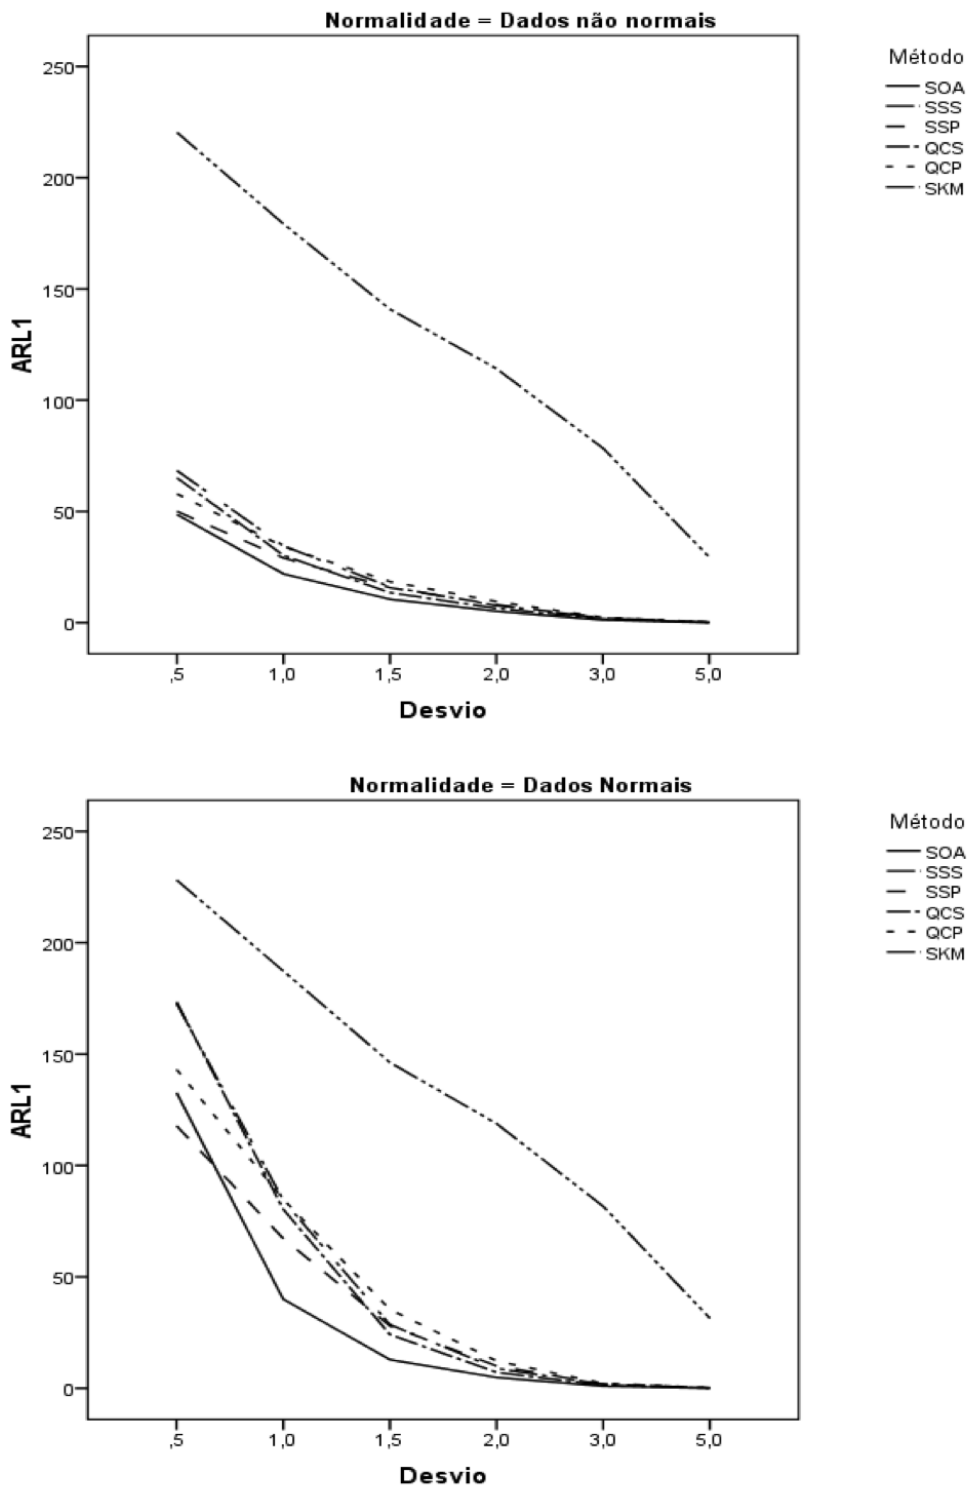 Normalidade = Dados não normais
Método
SOA
SSS
SSP
QCS
QCP
SKM
250
200
150
100
50
0
ARL1
,5 1,0 1,5 2,0 3,0 5,0
Desvio
Normalidade = Dados Normais
Método
SOA
SSS
SSP
QCS
QCP
SKM
250
200
150
100
50
0
ARL1
,5 1,0 1,5 2,0 3,0 5,0
Desvio